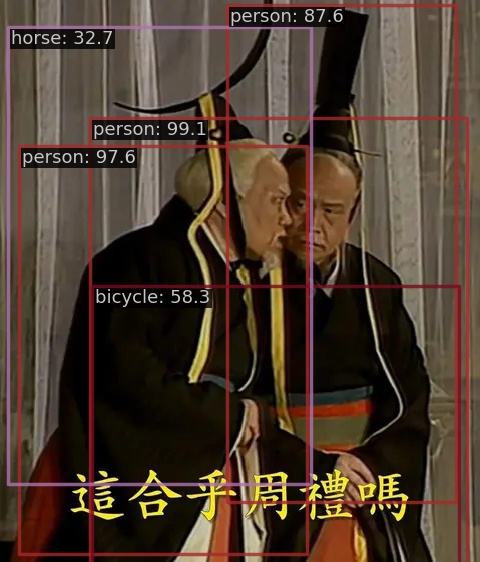 person: 87.6
horse: 32.7
person: 99.1
person: 97.6
bicycle: 58.3
這合乎周禮嗎